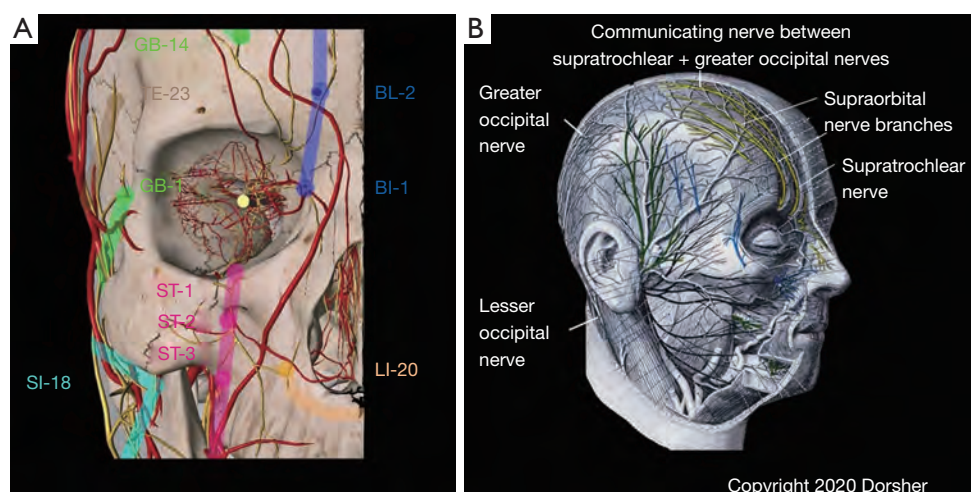 A
GB-14
E-23
BL-2
GB-1
Bl-1
ST-1
ST-2
ST-3
SI-18
LI-20
B
Communicating nerve between
supratrochlear + greater occipital nerves
Greater
occipital
nerve
Supraorbital
nerve branches
Supratrochlear
nerve
Lesser
occipital
nerve
Copyright 2020 Dorsher